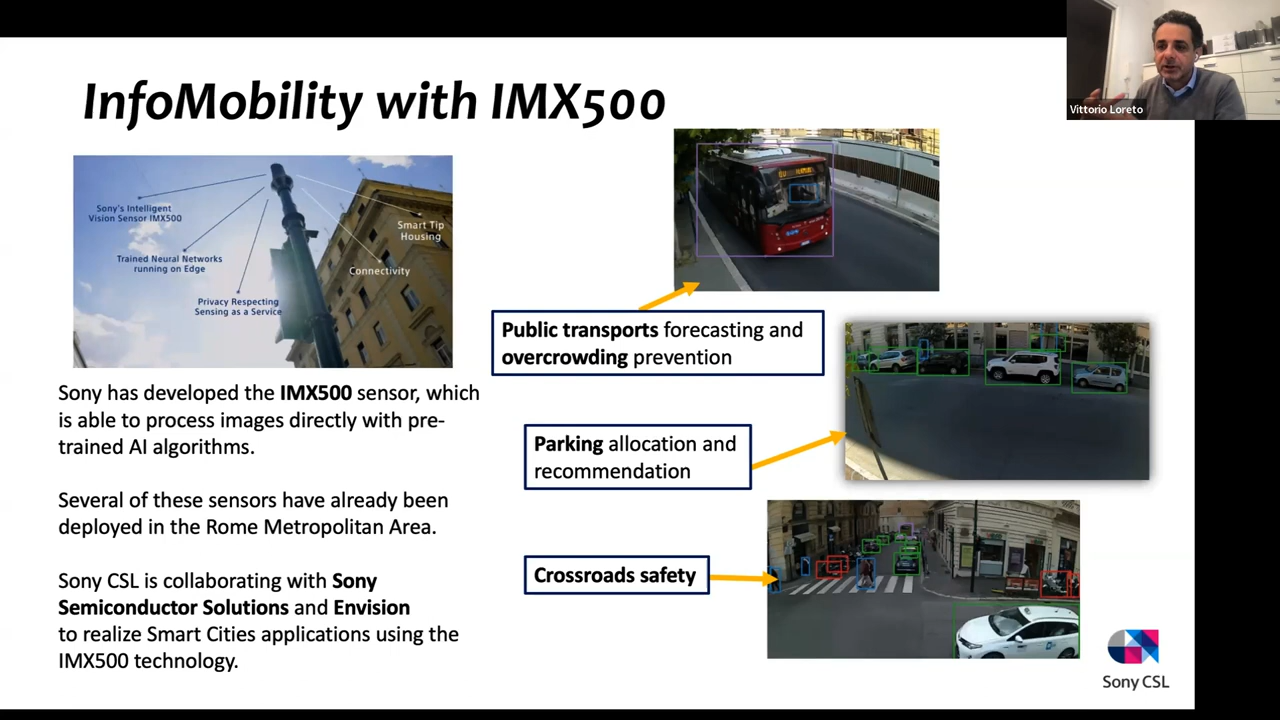 InfoMobility with IMX500
Vittorio Loreto
Sony's Intelligent
Vision Sensor IMX500
Trained Neural Networks
running on Edge
Privacy Respecting
Sensing as a Service
Smart Tip
Housing
Connectivity
Sony has developed the IMX500 sensor, which
is able to process images directly with pre-
trained AI algorithms.
Several of these sensors have already been
deployed in the Rome Metropolitan Area.
Sony CSL is collaborating with Sony
Semiconductor Solutions and Envision
to realize Smart Cities applications using the
IMX500 technology.
Public transports forecasting and
overcrowding prevention
Parking allocation and
recommendation
Crossroads safety
Sony CSL